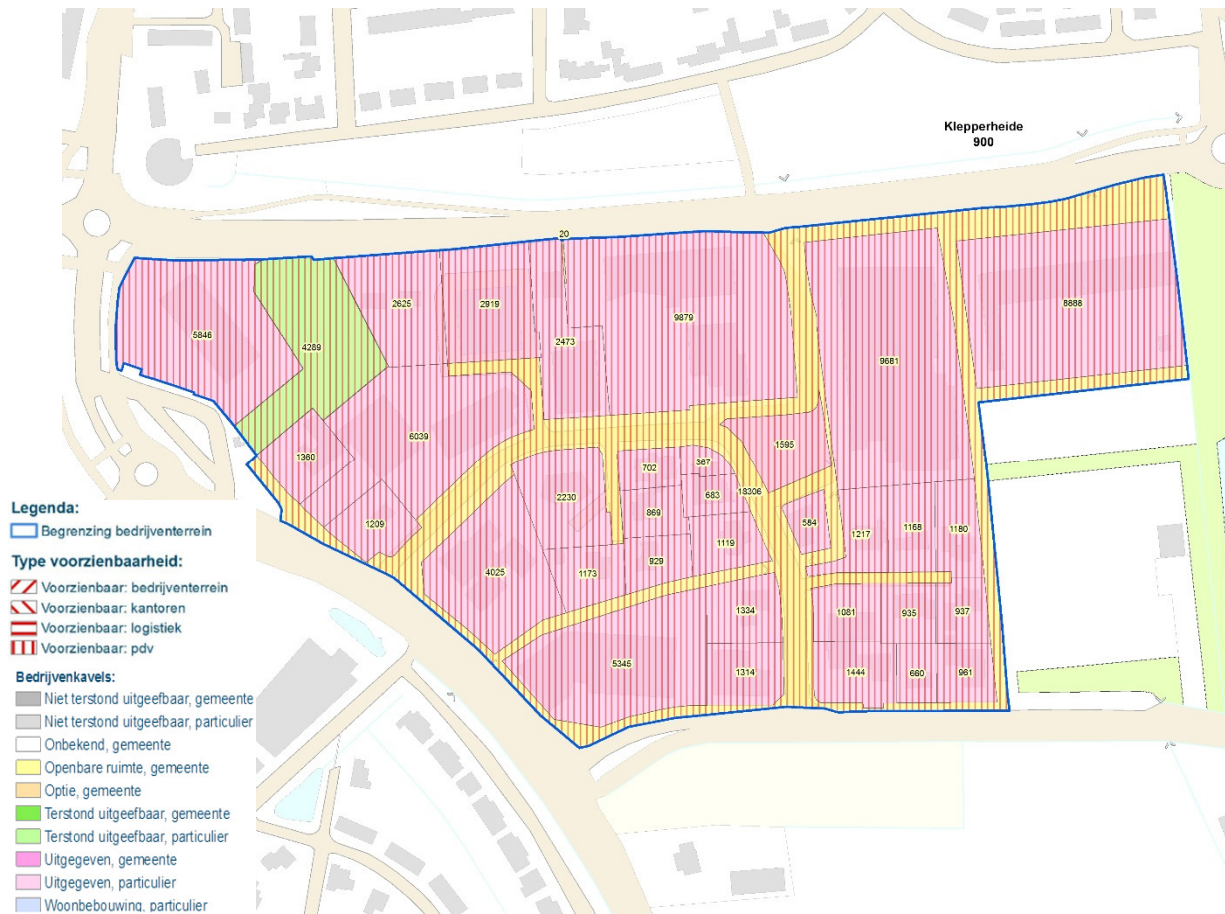 Klepperheide
900
20
2625
2919
8888
5846
4289
2473
9879
9681
6039
1595
1360
702
367
2230
683
18306
1209
869
584
1217
1168
1180
1119
4025
1173
929
1334
1081
935
937
5345
1314
1444
660
961
Legenda:
Begrenzing bedrijventerrein
Type voorzienbaarheid:
Voorzienbaar: bedrijventerrein
Voorzienbaar: kantoren
Voorzienbaar: logistiek
Voorzienbaar: pdv
Bedrijvenkavels:
Niet terstond uitgeefbaar, gemeente
Niet terstond uitgeefbaar, particulier
Onbekend, gemeente
Openbare ruimte, gemeente
Optie, gemeente
Terstond uitgeefbaar, gemeente
Terstond uitgeefbaar, particulier
Uitgegeven, gemeente
Uitgegeven, particulier
Woonbebouwing, particulier